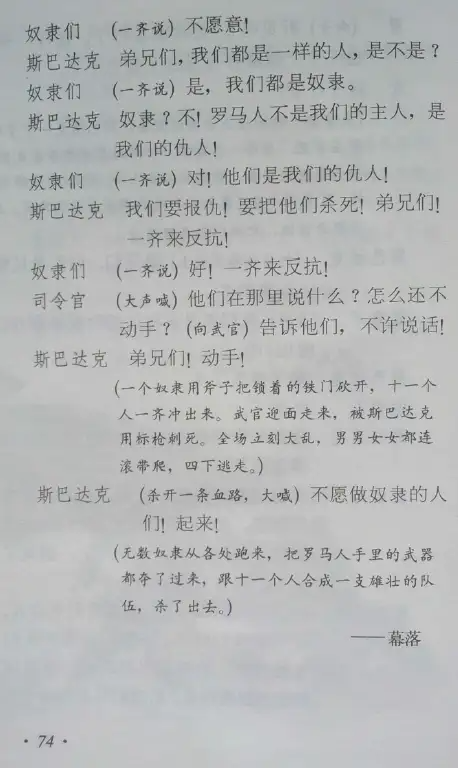 奴隶们 (一齐说) 不愿意!
斯巴达克 弟兄们, 我们都是一样的人, 是不是?
奴隶们 (一齐说) 是, 我们都是奴隶。
斯巴达克 奴隶? 不! 罗马人不是我们的主人, 是
我们的仇人!
奴隶们 (一齐说) 对! 他们是我们的仇人!
斯巴达克 我们要报仇! 要把他们杀死! 弟兄们!
一齐来反抗!
奴隶们 (一齐说) 好! 一齐来反抗!
司令官 (大声喊) 他们在那里说什么? 怎么还不
动手? (向武官) 告诉他们, 不许说话!
斯巴达克 弟兄们! 动手!
(一个奴隶用斧子把锁着的铁门砍开, 十一个
人一齐冲出来。武官迎面走来, 被斯巴达克
用标枪刺死。全场立刻大乱, 男男女女都连
滚带爬, 四下逃走。)
斯巴达克 (杀开一条血路, 大喊) 不愿做奴隶的人
们! 起来!
(无数奴隶从各处跑来, 把罗马人手里的武器
都夺了过来, 跟十一个人合成一支雄壮的队
伍, 杀了出去。)
——幕落
· 74 ·